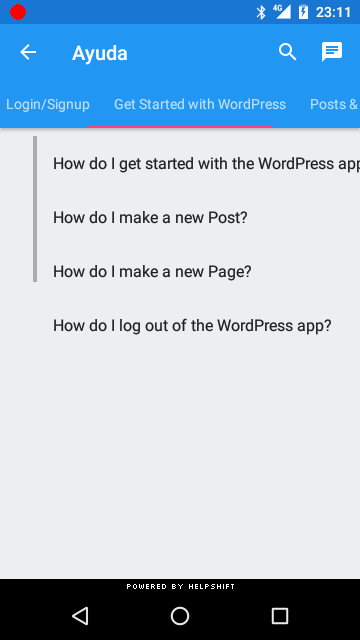 4G 23:11
Ayuda
Login/Signup Get Started with WordPress Posts &
How do I get started with the WordPress app
How do I make a new Post?
How do I make a new Page?
How do I log out of the WordPress app?
POWERED BY HELPSHIFT